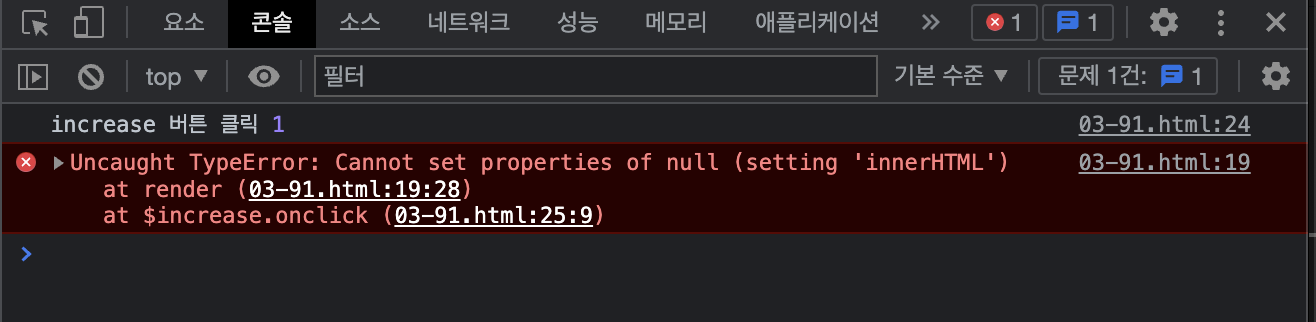 요소 콘솔 소스 네트워크 성능 메모리 애플리케이션 » 1 1
top ▼ 필터 기본 수준 ▼ 문제 1건: 1
increase 버튼 클릭 1 03-91.html:24
▶Uncaught TypeError: Cannot set properties of null (setting 'innerHTML') 03-91.html:19
at render (03-91.html:19:28)
at $increase.onclick (03-91.html:25:9)